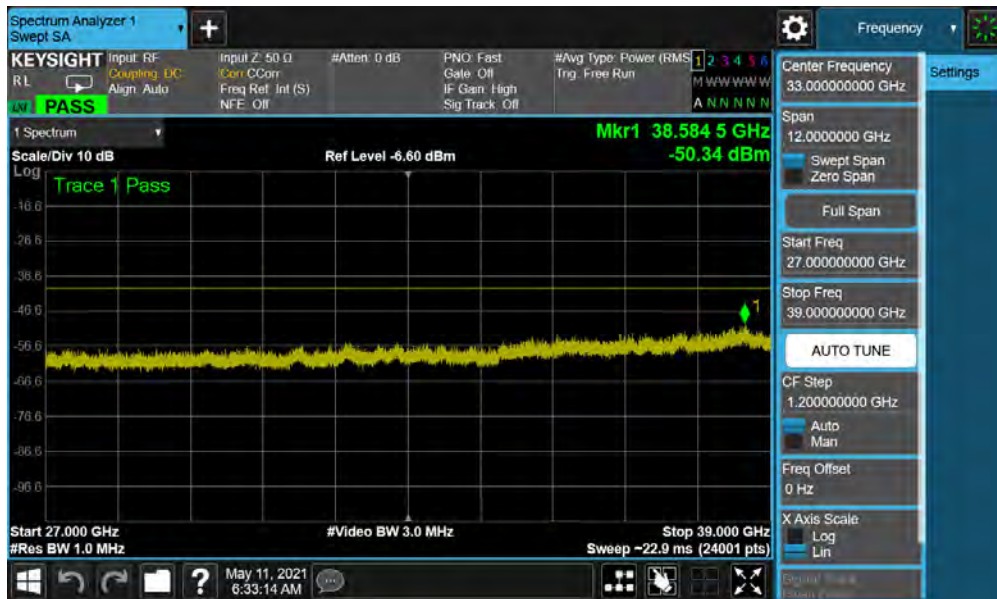 Spectrum Analyzer 1
Swept SA
+
Frequency
KEYSIGHT
RL
PASS
Input: RF
Coupling: DC
Align: Auto
Input Z: 50 Ω
Corr CCorr
Freq Ref: Int (S)
NFE: Off
#Atten: 0 dB
PNO: Fast
Gate: Off
IF Gain: High
Sig Track: Off
#Avg Type: Power (RMS
Trig: Free Run
1 2 3 4 5 6
M W W W W W
A N N N N N
1 Spectrum
Scale/Div 10 dB
Log
Ref Level -6.60 dBm
Mkr1 38.584 5 GHz
-50.34 dBm
Trace 1 Pass
-16.6
-26.6
-36.6
-46.6
-56.6
-66.6
-76.6
-86.6
-96.6
1
Start 27.000 GHz
#Res BW 1.0 MHz
#Video BW 3.0 MHz
Stop 39.000 GHz
Sweep ~22.9 ms (24001 pts)
Center Frequency
33.000000000 GHz
Settings
Span
12.0000000 GHz
Swept Span
Zero Span
Full Span
Start Freq
27.000000000 GHz
Stop Freq
39.000000000 GHz
AUTO TUNE
CF Step
1.200000000 GHz
Auto
Man
Freq Offset
0 Hz
X Axis Scale
Log
Lin
?
May 11, 2021
6:33:14 AM